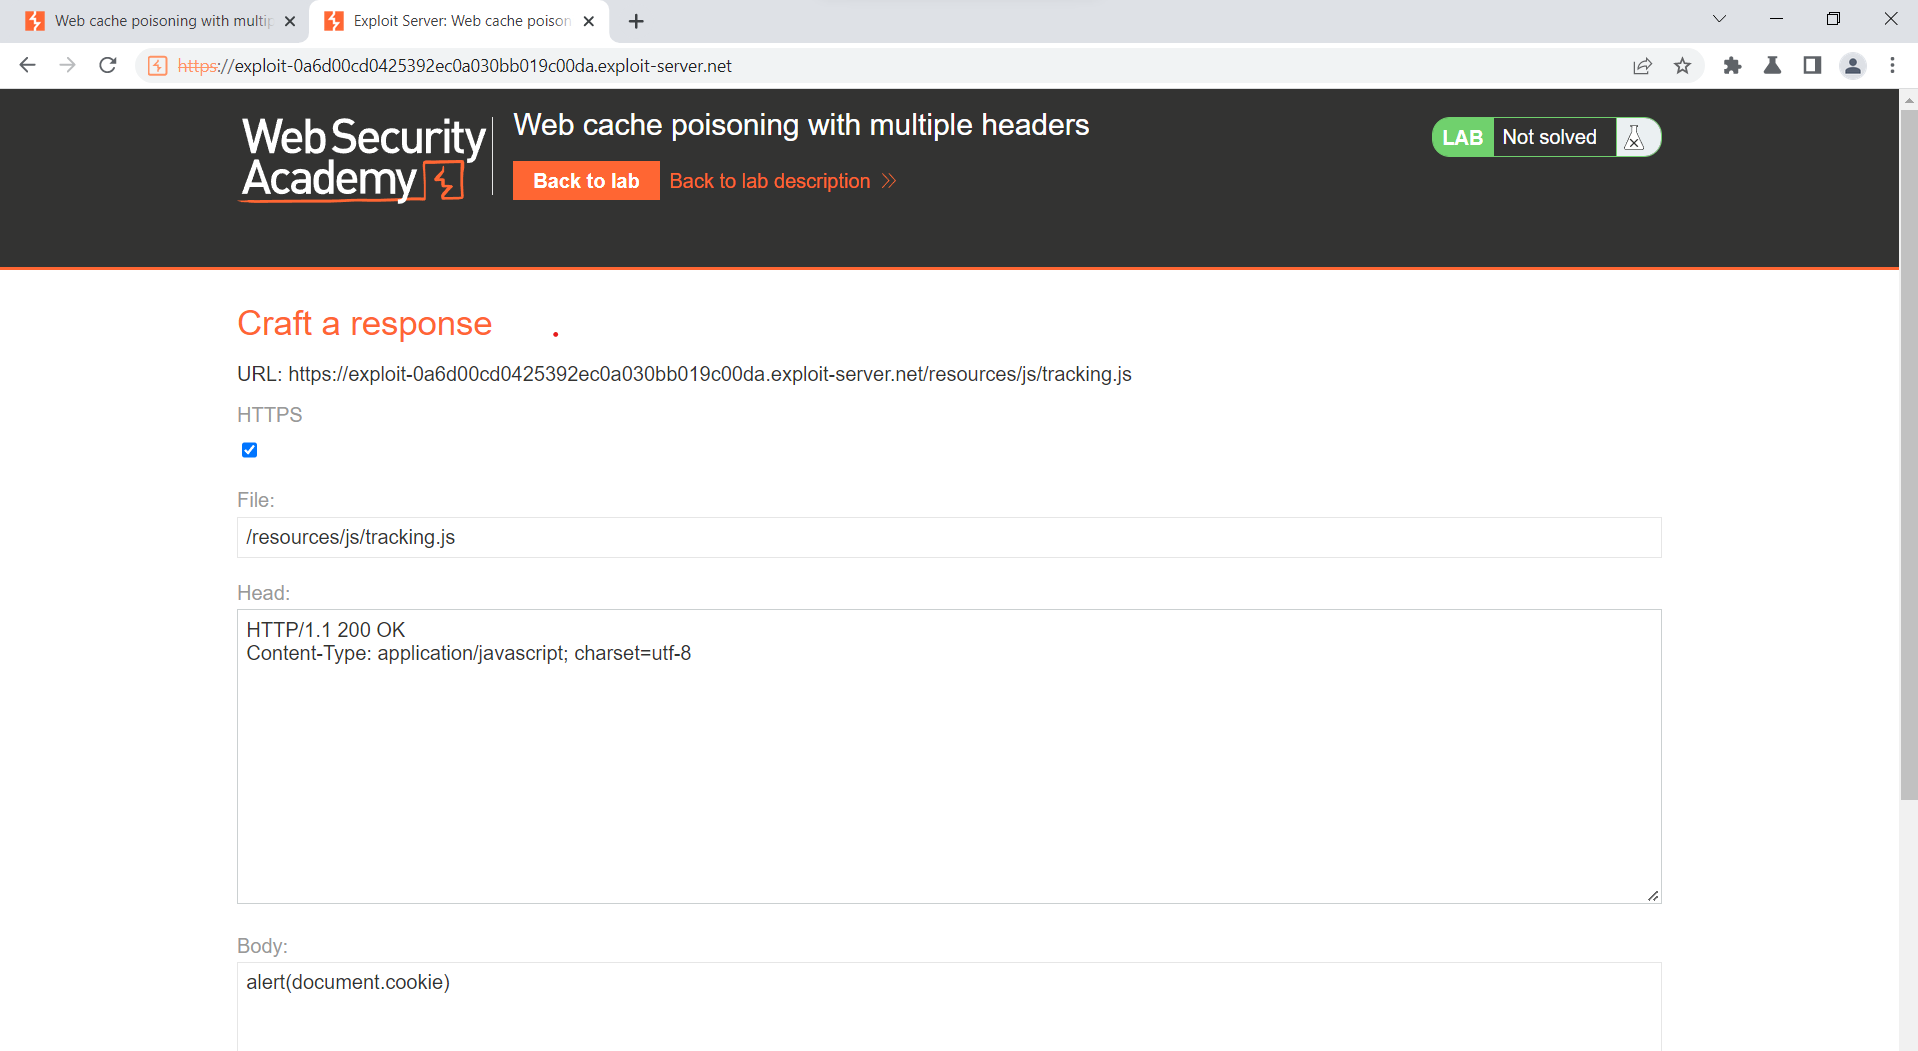 Web cache poisoning with multip
Exploit Server: Web cache poison
https://exploit-0a6d00cd0425392ec0a030bb019c00da.exploit-server.net
Web Security
Academy
Web cache poisoning with multiple headers
Back to lab
Back to lab description
LAB
Not solved
Craft a response
URL: https://exploit-0a6d00cd0425392ec0a030bb019c00da.exploit-server.net/resources/js/tracking.js
HTTPS
File:
/resources/js/tracking.js
Head:
HTTP/1.1 200 OK
Content-Type: application/javascript; charset=utf-8
Body:
alert(document.cookie)